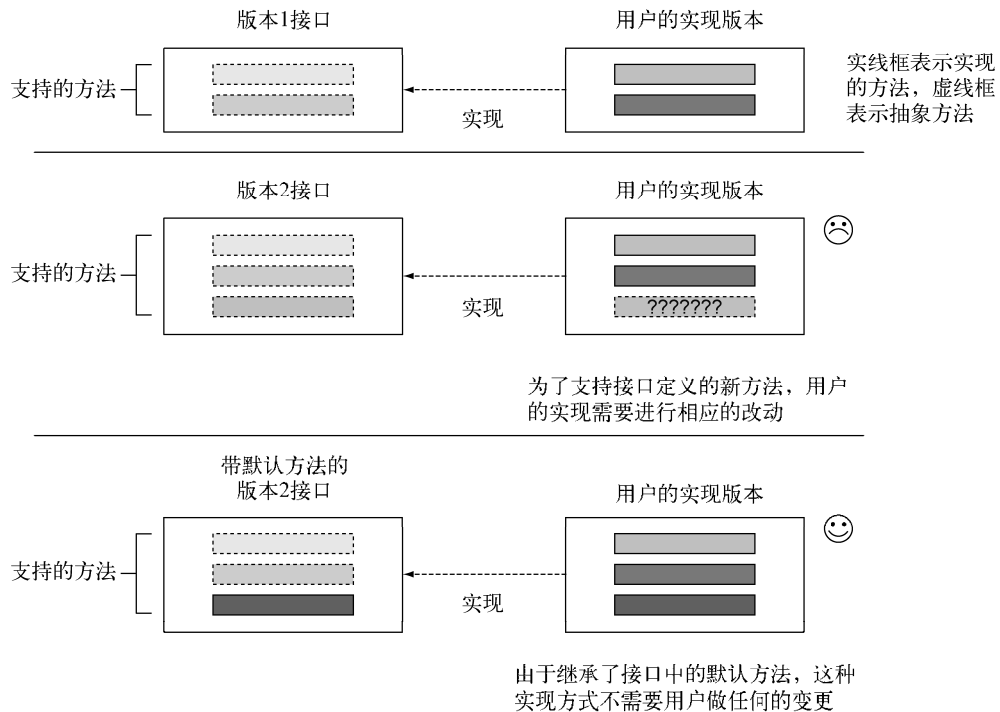 版本1接口
用户的实现版本
支持的方法
实现
实线框表示实现
的方法，虚线框
表示抽象方法
版本2接口
用户的实现版本
支持的方法
实现
???????
为了支持接口定义的新方法，用户
的实现需要进行相应的改动
带默认方法的
版本2接口
用户的实现版本
支持的方法
实现
由于继承了接口中的默认方法，这种
实现方式不需要用户做任何的变更